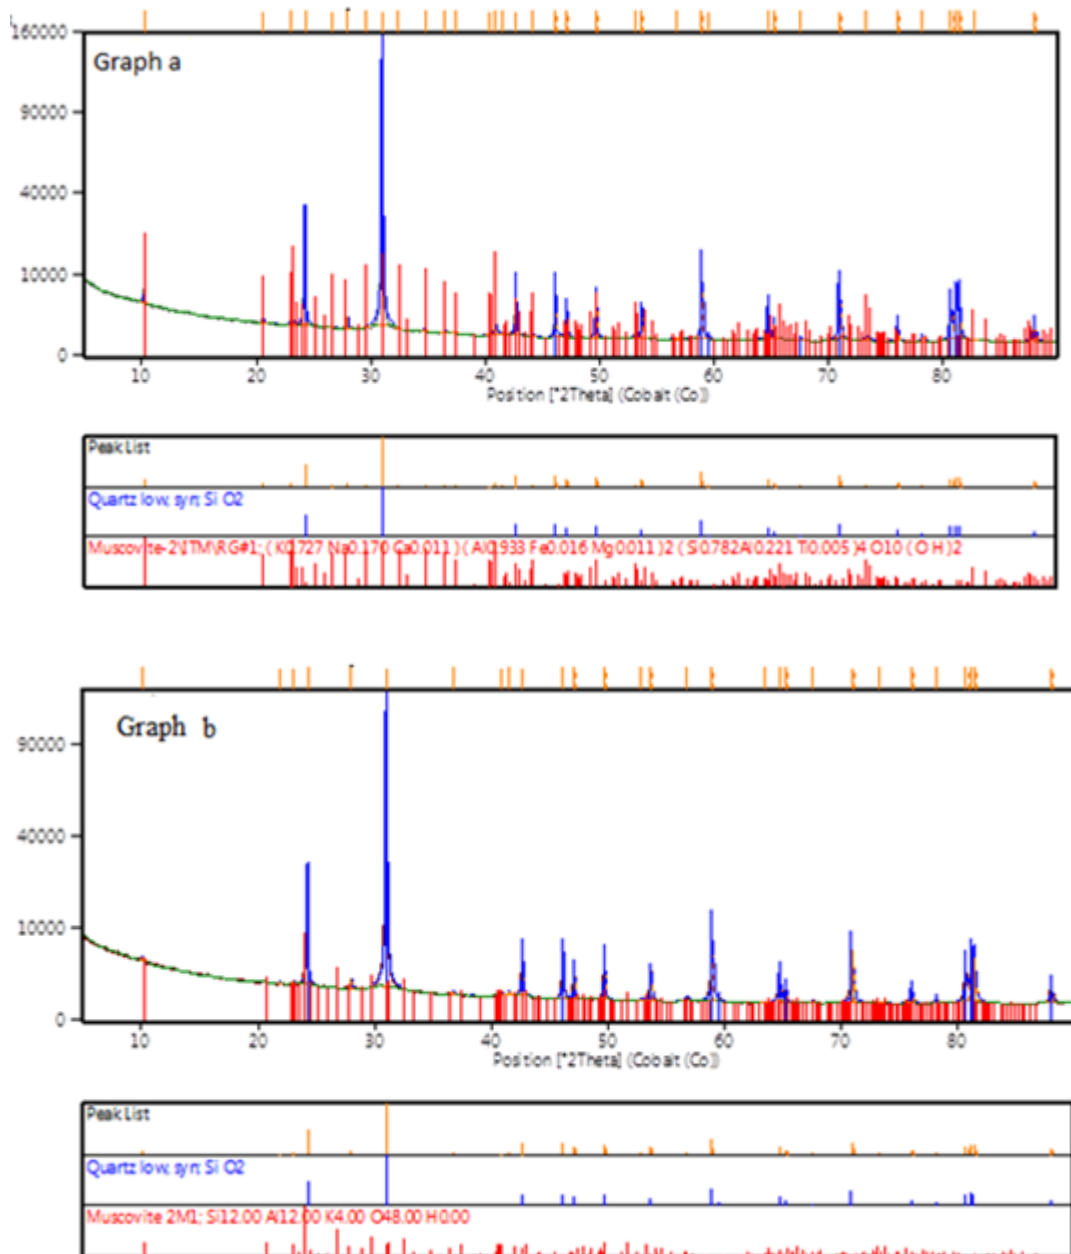 160000
Graph a
90000
40000
10000
0
10 20 30 40 50 60 70 80
Position [°2Theta] (Cobalt (Co))
Peak List
Quartz low, syn; Si O2
Muscovite-2\ITM\RG#1; ( K0.727 Na0.170 Ca0.011 ) ( Al0.933 Fe0.016 Mg0.011 )2 ( Si0.782 Al0.221 Ti0.005 )4 O10 ( O H )2
Graph b
90000
40000
10000
0
10 20 30 40 50 60 70 80
Position [°2Theta] (Cobalt (Co))
Peak List
Quartz low, syn; Si O2
Muscovite 2M1; Si12.00 Al12.00 K4.00 O48.00 H0.00